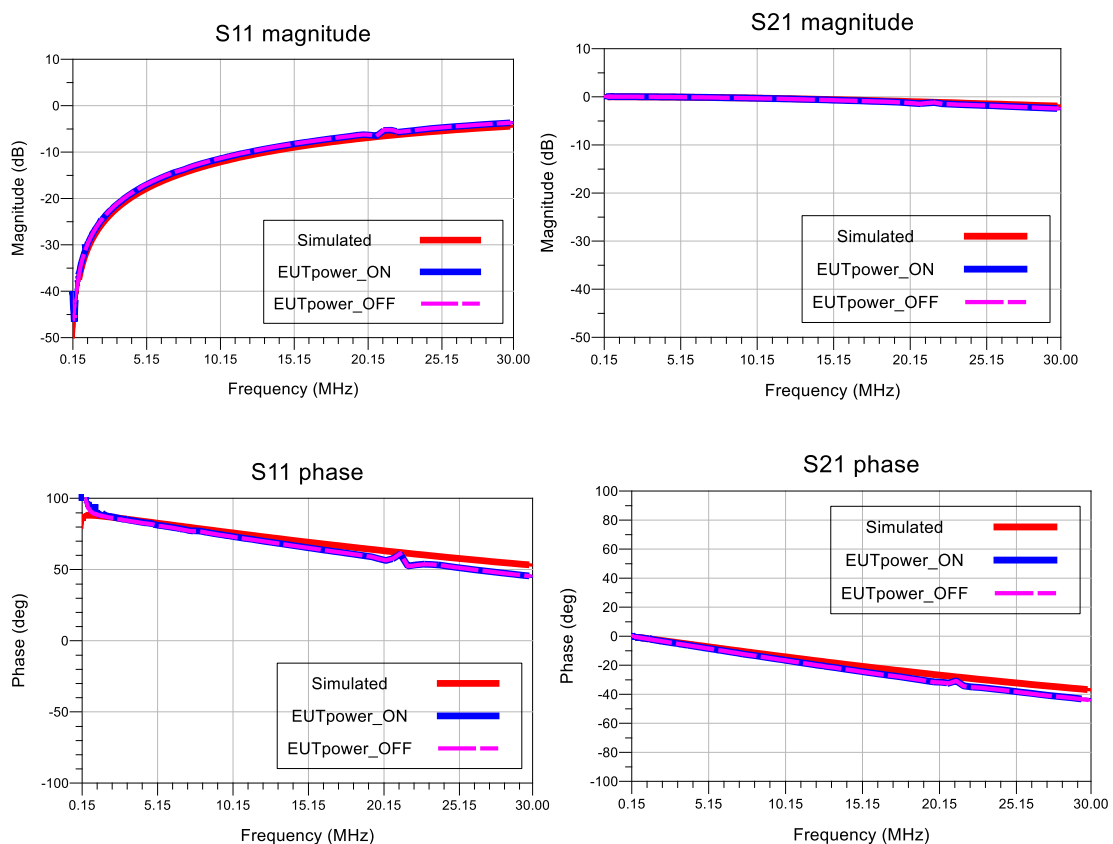 S11 magnitude
10
0
-10
-20
-30
-40
-50
Magnitude (dB)
Simulated
EUTpower_ON
EUTpower_OFF
0.15 5.15 10.15 15.15 20.15 25.15 30.00
Frequency (MHz)
S21 magnitude
10
0
-10
-20
-30
-40
-50
Magnitude (dB)
Simulated
EUTpower_ON
EUTpower_OFF
0.15 5.15 10.15 15.15 20.15 25.15 30.00
Frequency (MHz)
S11 phase
100
50
0
-50
-100
Phase (deg)
Simulated
EUTpower_ON
EUTpower_OFF
0.15 5.15 10.15 15.15 20.15 25.15 30.00
Frequency (MHz)
S21 phase
100
80
60
40
20
0
-20
-40
-60
-80
-100
Phase (deg)
Simulated
EUTpower_ON
EUTpower_OFF
0.15 5.15 10.15 15.15 20.15 25.15 30.00
Frequency (MHz)